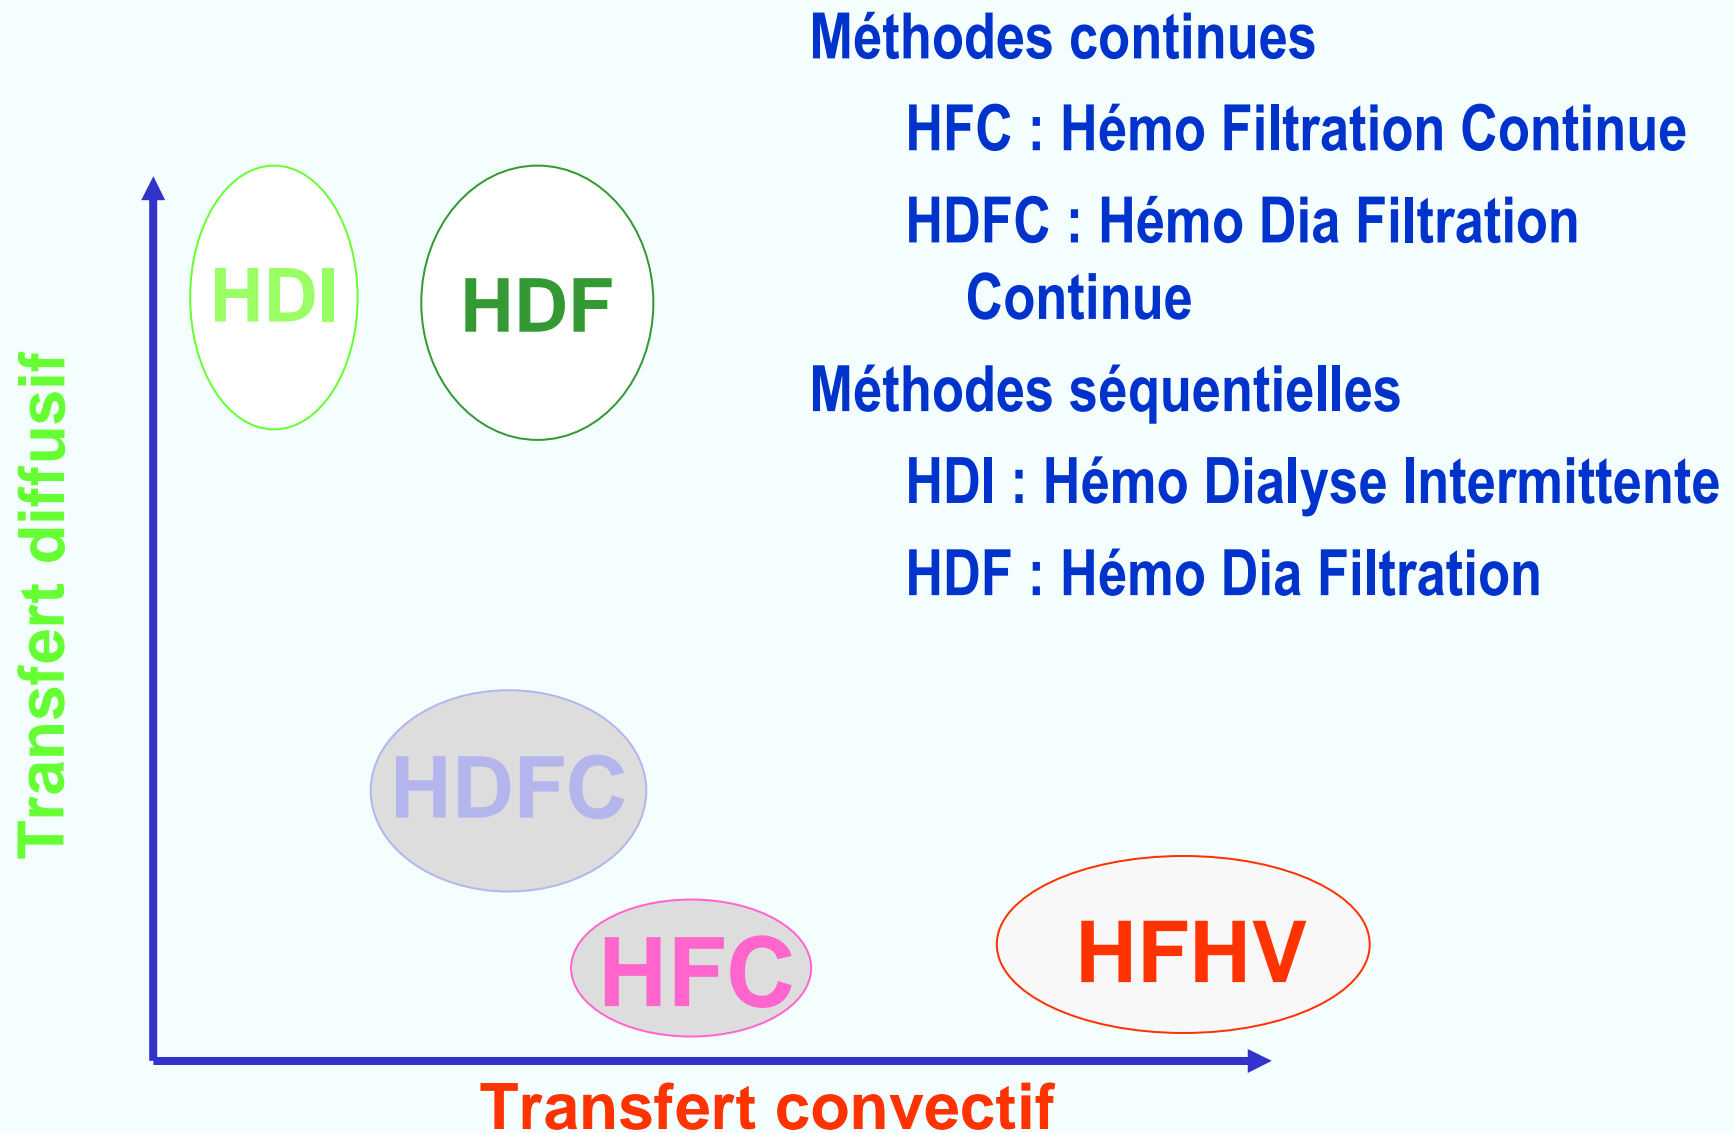 Méthodes continues
HFC : Hémo Filtration Continue
HDFC : Hémo Dia Filtration
Continue
Méthodes séquentielles
HDI : Hémo Dialyse Intermittente
HDF : Hémo Dia Filtration
HDI
HDF
Transfert diffusif
HDFC
HFC
HFHV
Transfert convectif